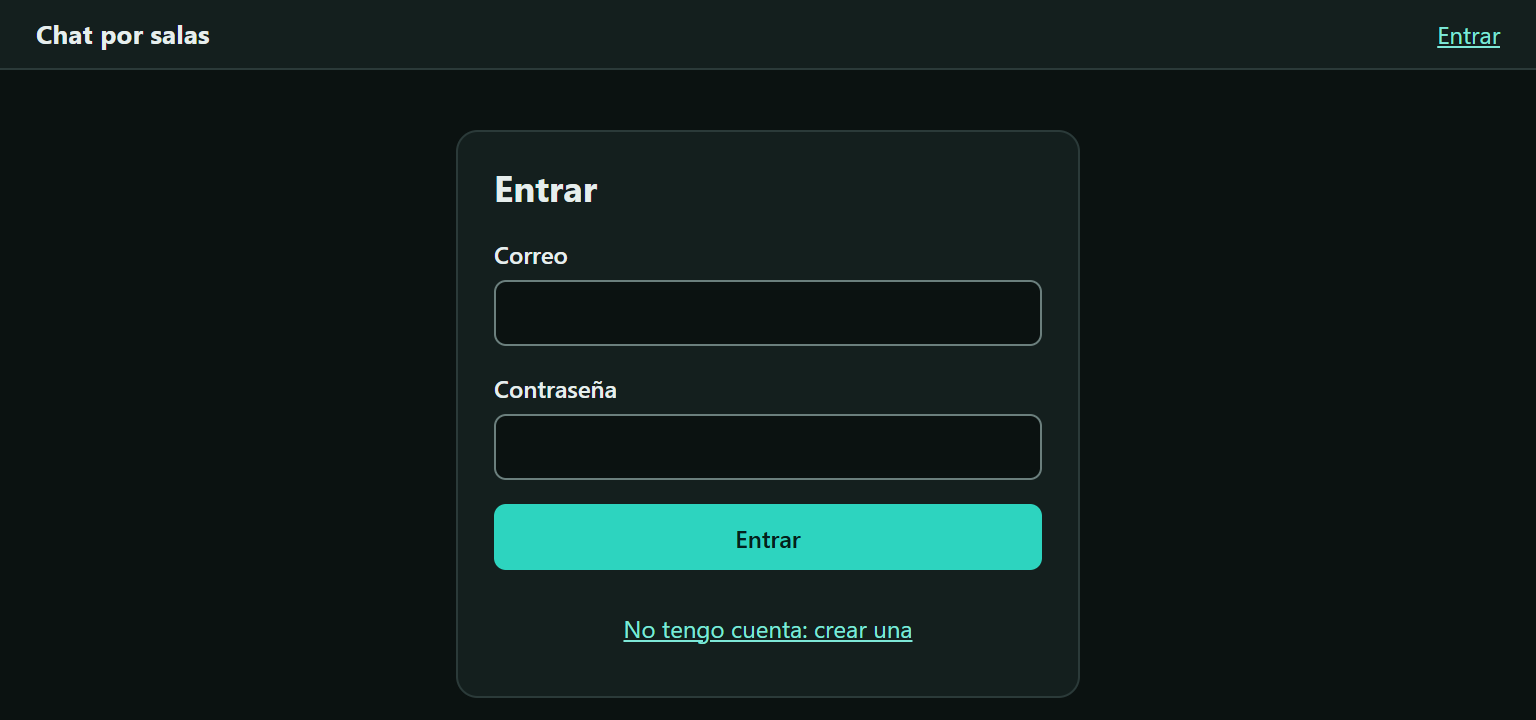 Chat por salas
Entrar
Entrar
Correo
Contraseña
Entrar
No tengo cuenta: crear una